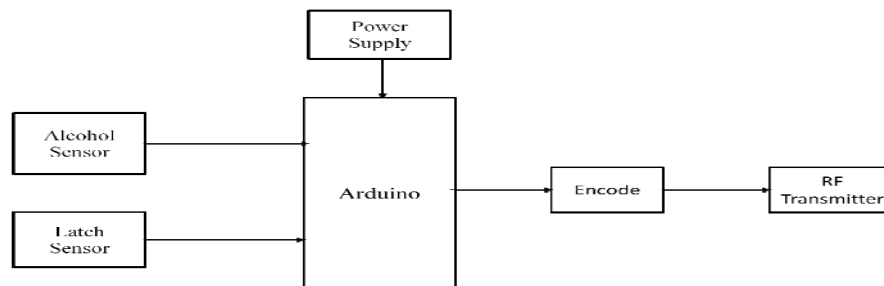 Power
Supply
Alcohol
Sensor
Arduino
Encode
RF
Transmitter
Latch
Sensor